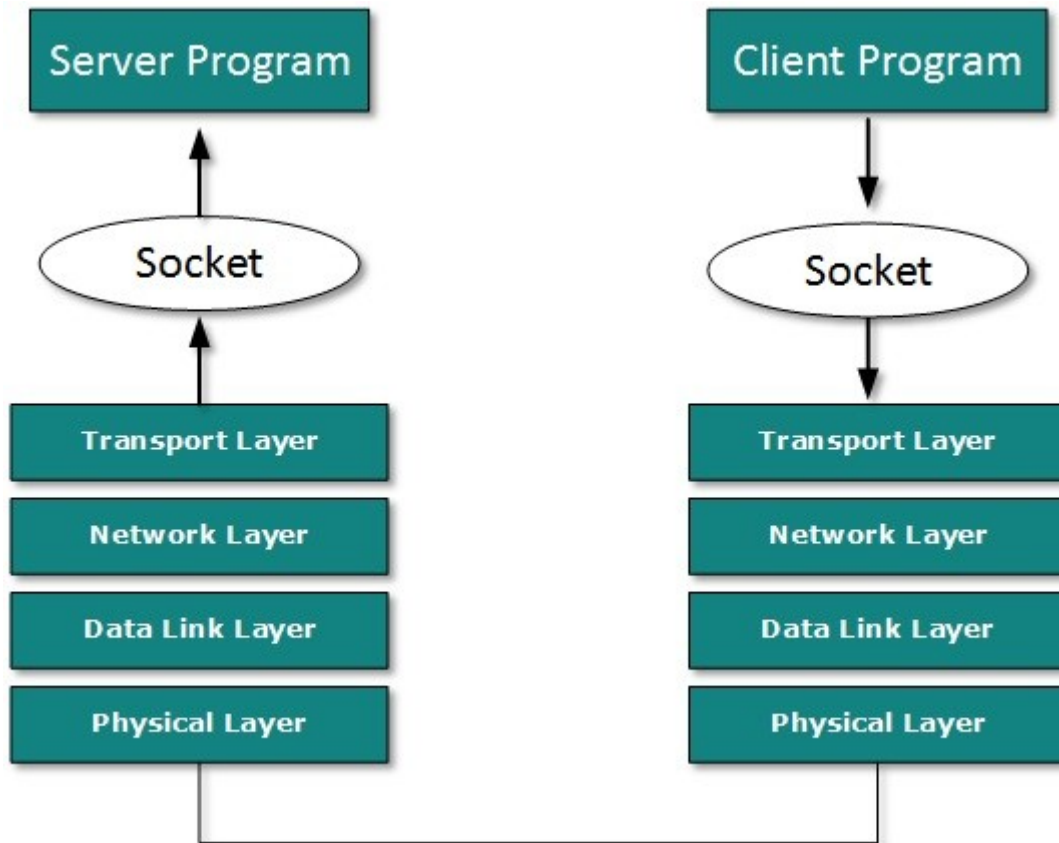 Server Program
Client Program
Socket
Socket
Transport Layer
Transport Layer
Network Layer
Network Layer
Data Link Layer
Data Link Layer
Physical Layer
Physical Layer